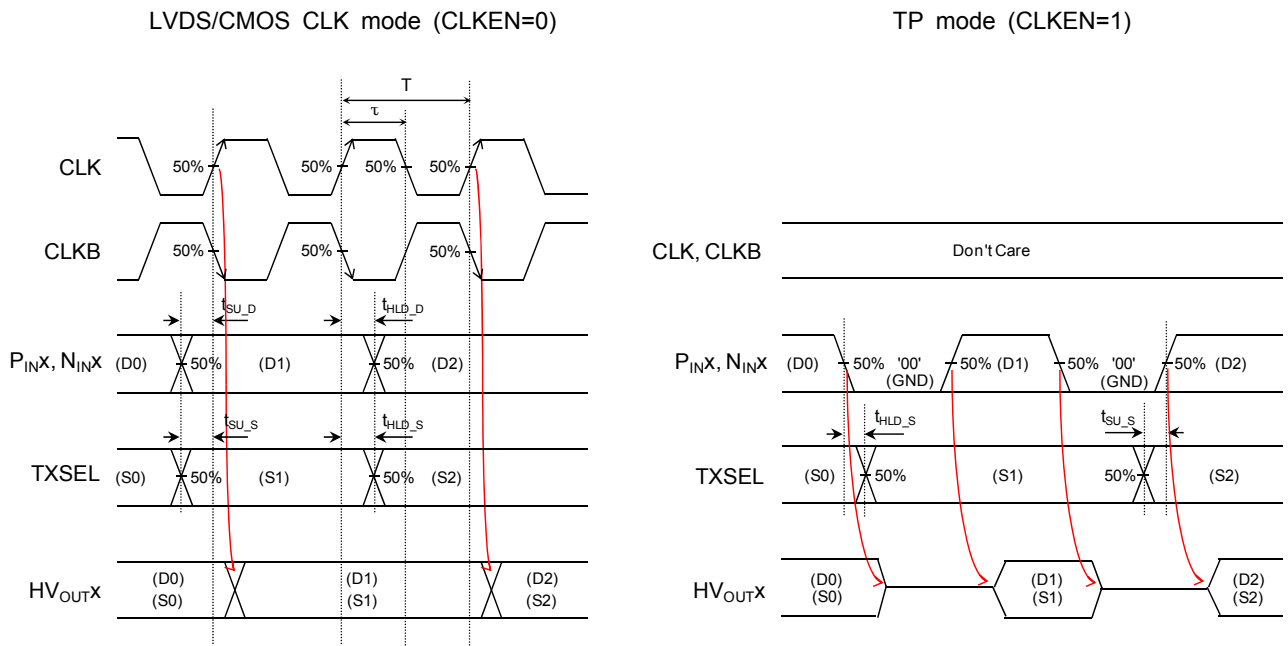 LVDS/CMOS CLK mode (CLKEN=0)
TP mode (CLKEN=1)
T
τ
CLK
50%
50%
50%
50%
CLKB
50%
50%
50%
tSU_D
tHLD_D
PINx, NINx
(D0)
50%
(D1)
50%
(D2)
tSU_S
tHLD_S
TXSEL
(S0)
50%
(S1)
50%
(S2)
HVOUTx
(D0)
(S0)
(D1)
(S1)
(D2)
(S2)
CLK, CLKB
Don't Care
PINx, NINx
(D0)
50%
'00'
(GND)
50%
(D1)
50%
'00'
(GND)
50%
(D2)
tHLD_S
tSU_S
TXSEL
(S0)
50%
(S1)
50%
(S2)
HVOUTx
(D0)
(S0)
(D1)
(S1)
(D2)
(S2)